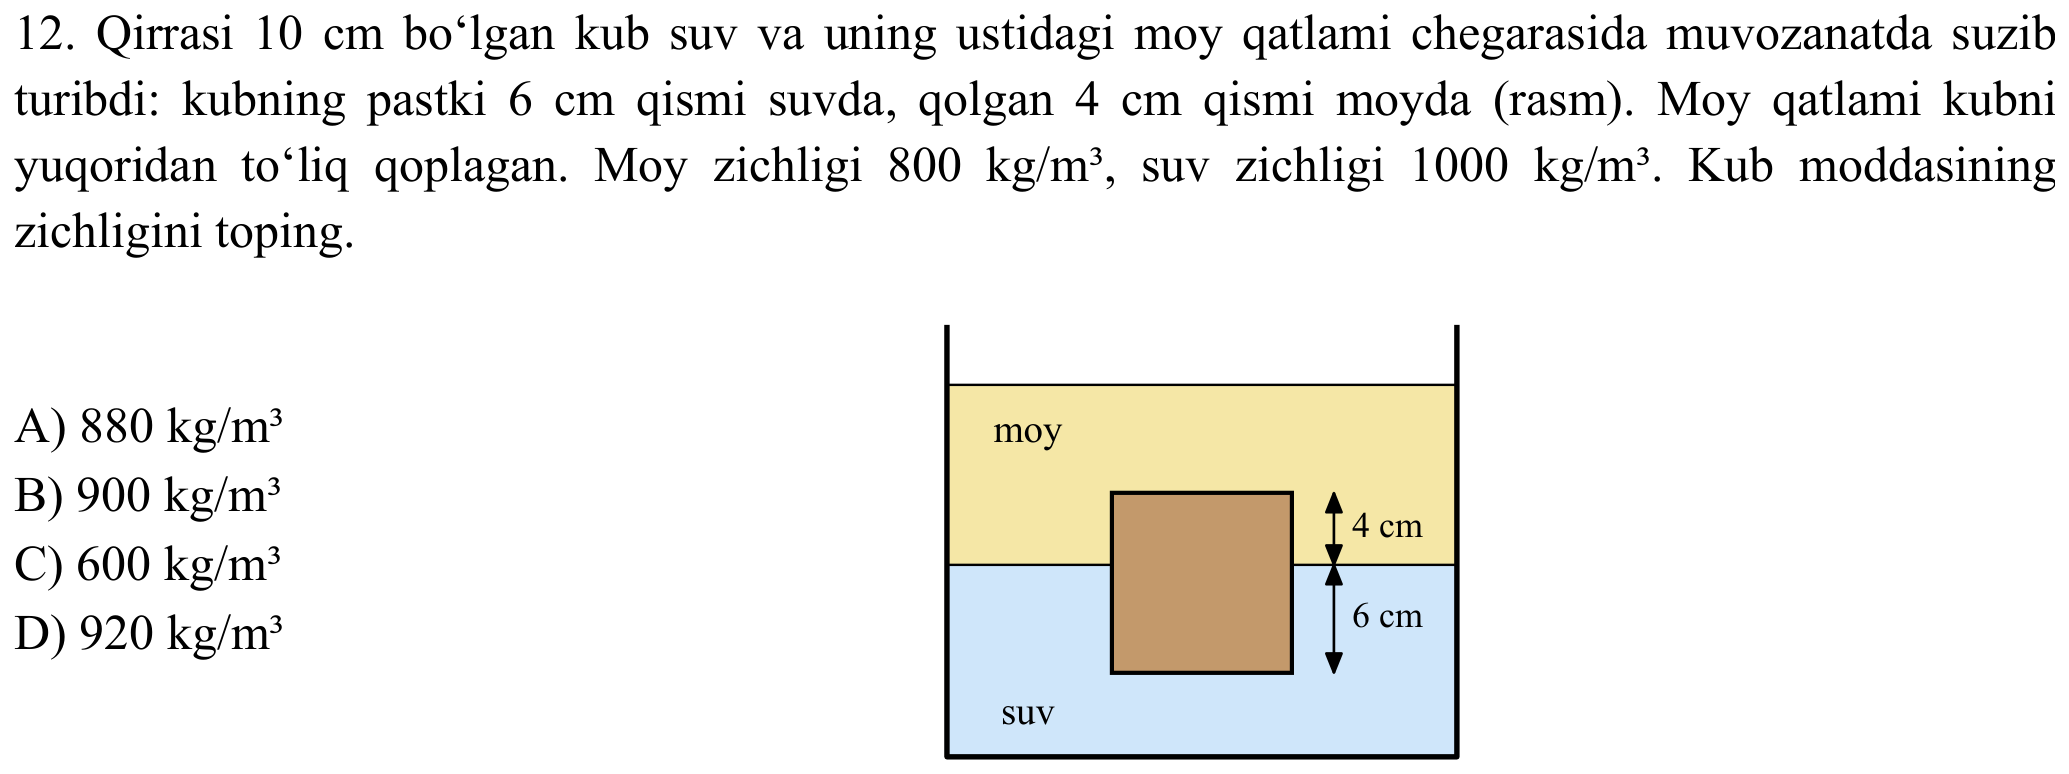 12. Qirrasi 10 cm bo‘lgan kub suv va uning ustidagi moy qatlami chegarasida muvozanatda suzib
turibdi: kubning pastki 6 cm qismi suvda, qolgan 4 cm qismi moyda (rasm). Moy qatlami kubni
yuqoridan to‘liq qoplagan. Moy zichligi 800 kg/m³, suv zichligi 1000 kg/m³. Kub moddasining
zichligini toping.
A) 880 kg/m³
B) 900 kg/m³
C) 600 kg/m³
D) 920 kg/m³
moy
4 cm
6 cm
suv